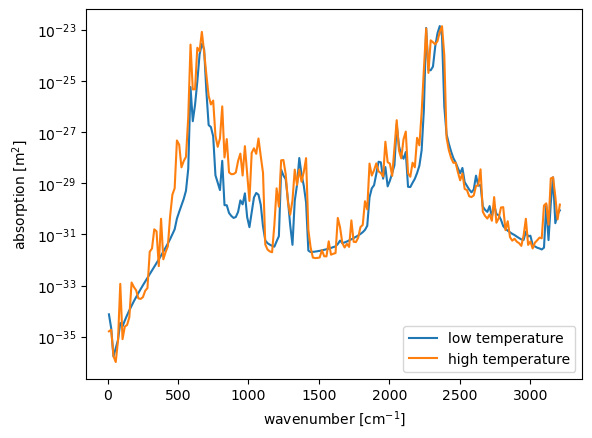 10⁻²³
10⁻²⁵
10⁻²⁷
10⁻²⁹
10⁻³¹
10⁻³³
10⁻³⁵
absorption [m²]
low temperature
high temperature
0 500 1000 1500 2000 2500 3000
wavenumber [cm⁻¹]